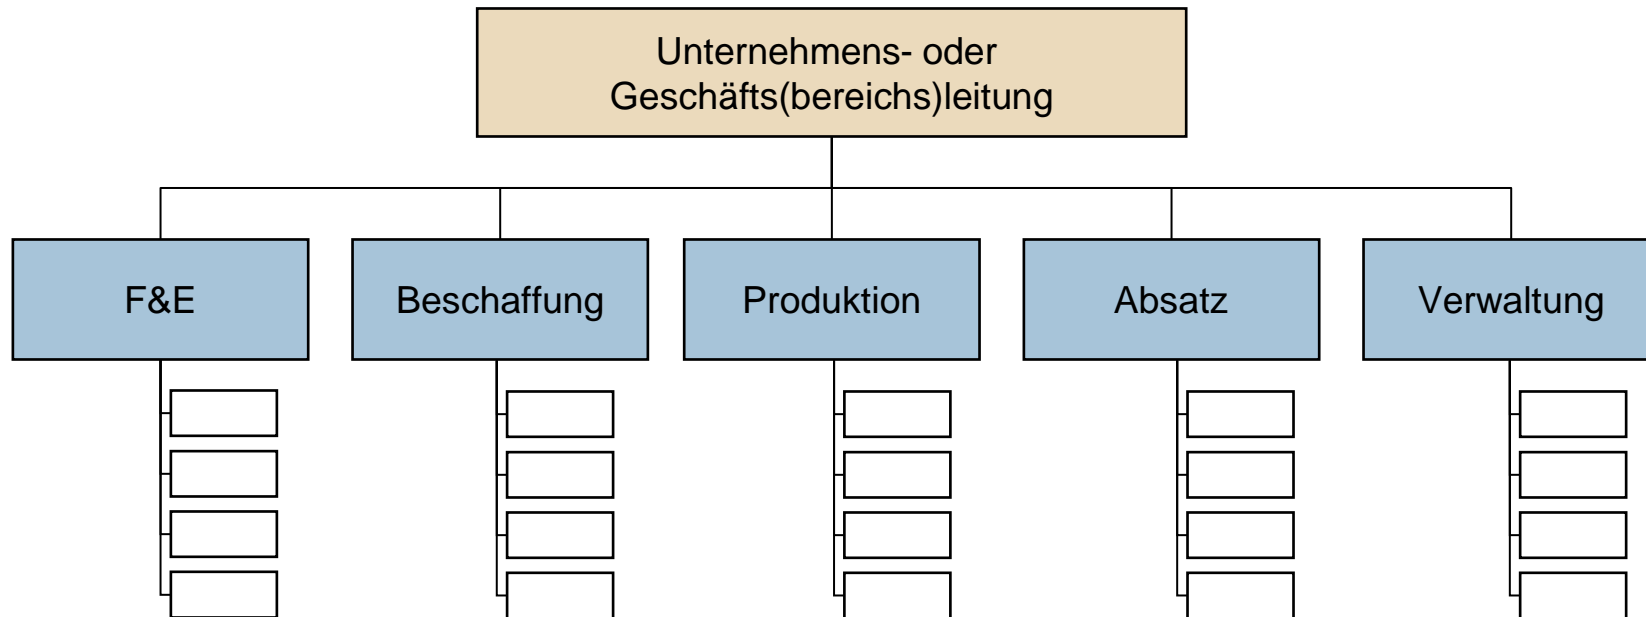 Unternehmens- oder
Geschäfts(bereichs)leitung
F&E
Beschaffung
Produktion
Absatz
Verwaltung